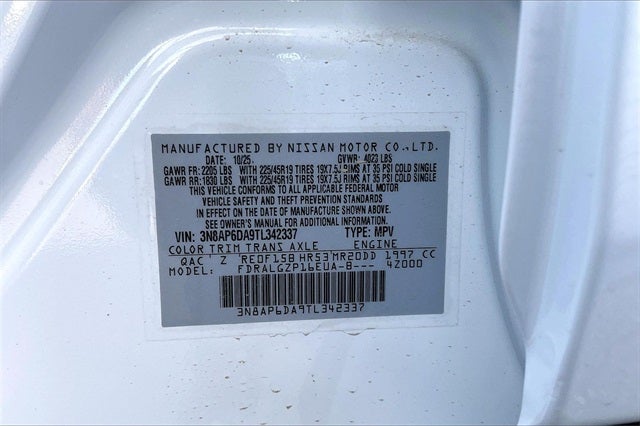 MANUFACTURED BY NISSAN MOTOR CO.,LTD.
DATE: 10/25. GVWR: 4023 LBS
GAWR FR: 2205 LBS WITH 225/45R19 TIRES 19X7.5J RIMS AT 35 PSI COLD SINGLE
GAWR RR: 1830 LBS WITH 225/45R19 TIRES 19X7.5J RIMS AT 35 PSI COLD SINGLE
THIS VEHICLE CONFORMS TO ALL APPLICABLE FEDERAL MOTOR
VEHICLE SAFETY AND THEFT PREVENTION STANDARDS
IN EFFECT ON THE DATE OF MANUFACTURE SHOWN ABOVE.
SEE OWNER'S MANUAL FOR ADDITIONAL INFORMATION.
VIN: 3N8AP6DA9TL342337 TYPE: MPV
COLOR TRIM TRANS AXLE ENGINE
QAC Z RE0F15B HR53 MR20DD 1997 CC
MODEL: FDRALGZP16EUA-B--- 4Z000
3N8AP6DA9TL342337